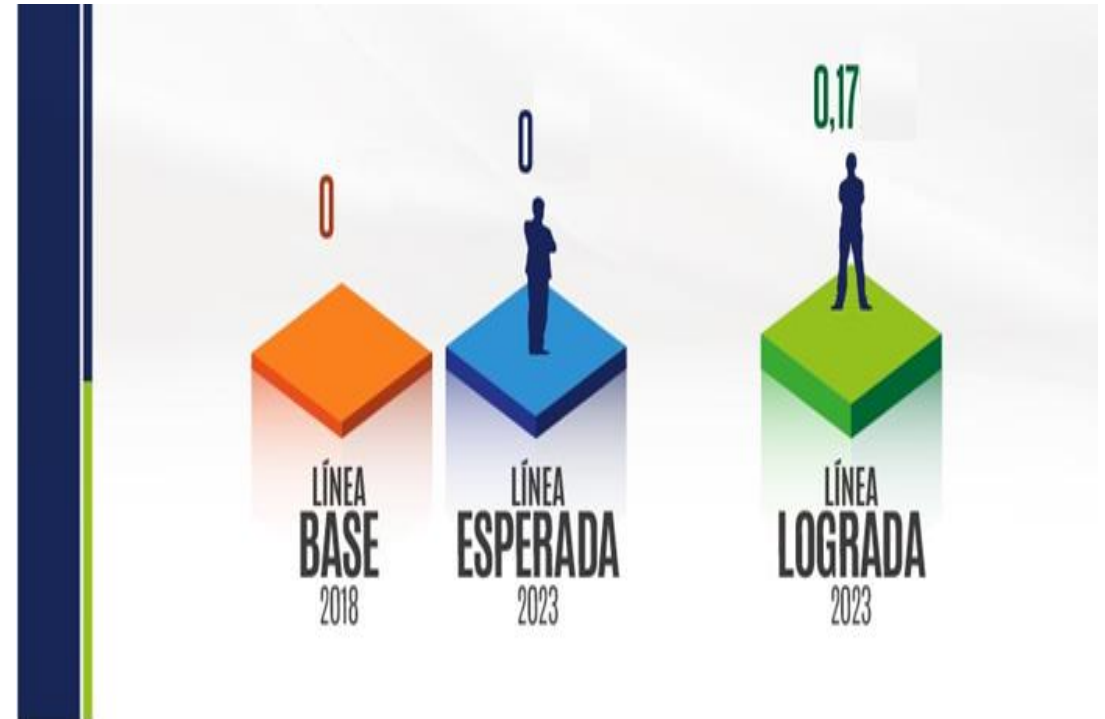 0
LÍNEA
BASE
2018
0
LÍNEA
ESPERADA
2023
0,17
LÍNEA
LOGRADA
2023